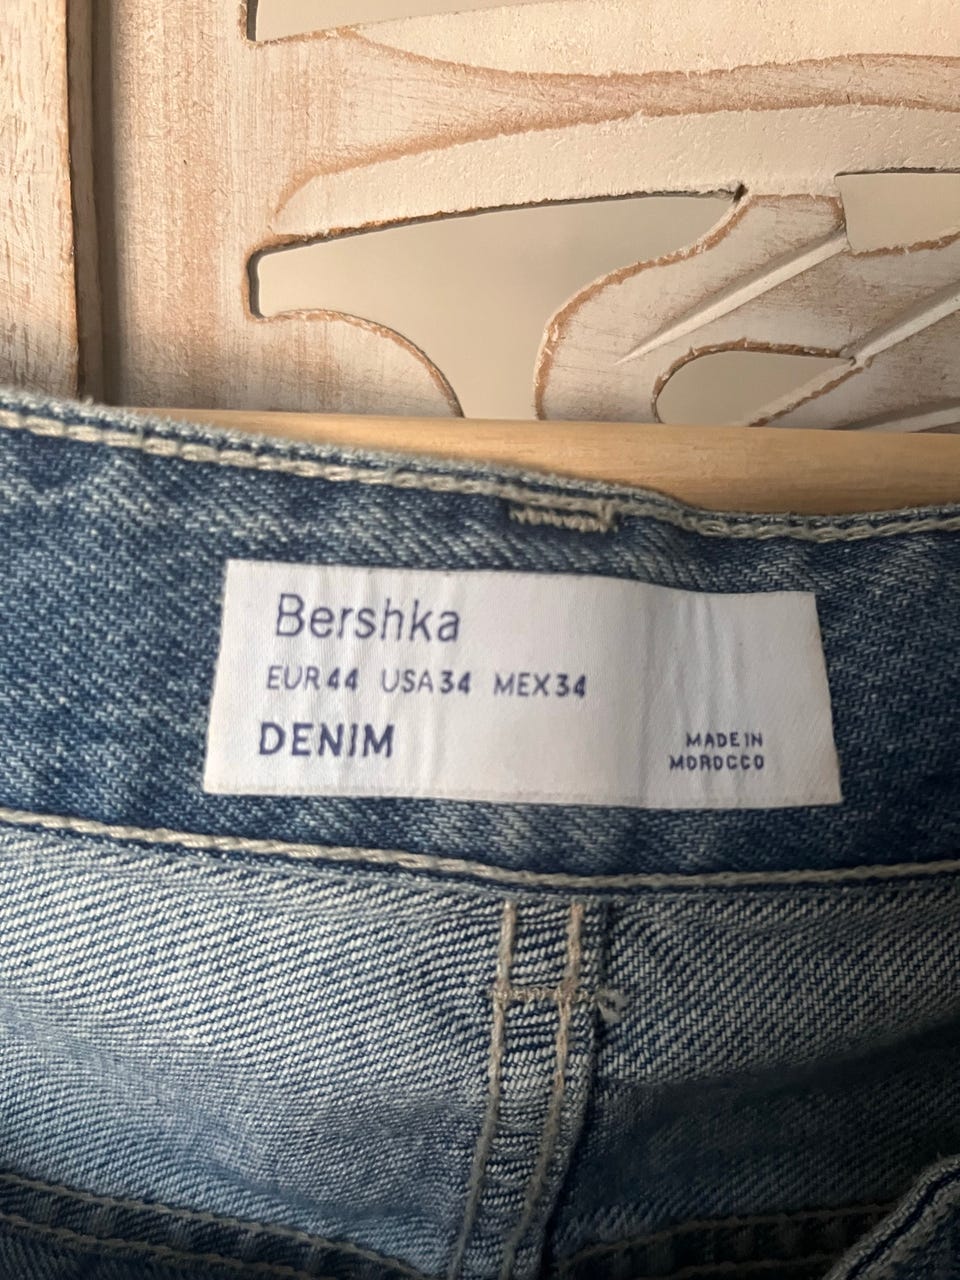 Bershka
EUR44 USA34 MEX34
DENIM
MADE IN
MOROCCO